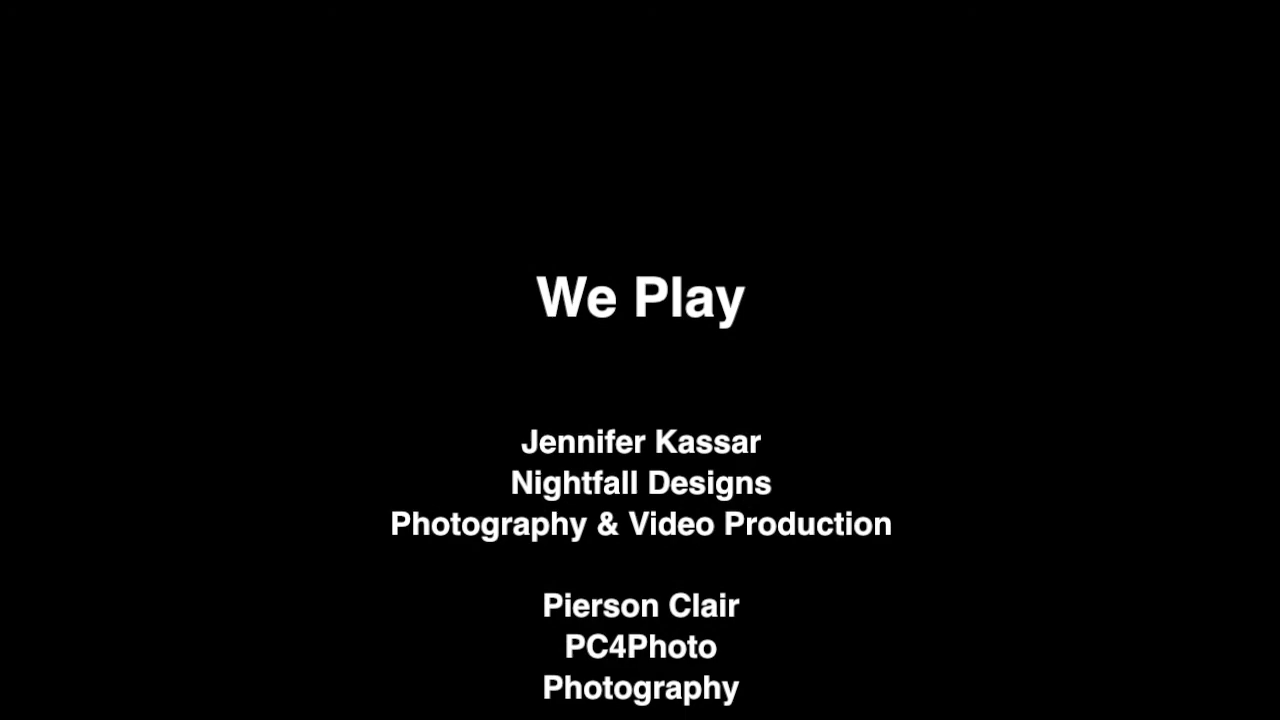 We Play
Jennifer Kassar
Nightfall Designs
Photography & Video Production
Pierson Clair
PC4Photo
Photography